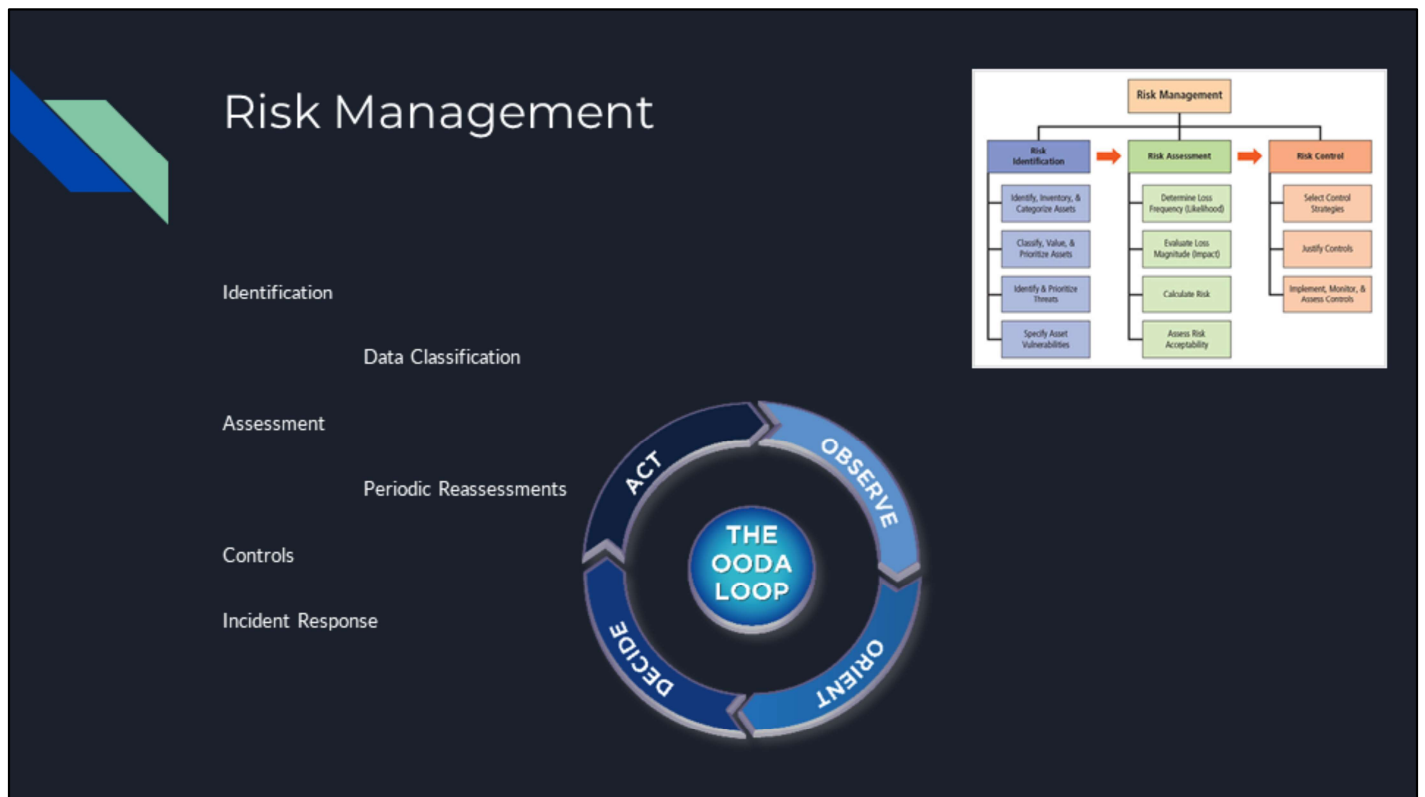 Risk Management
Identification
Data Classification
Assessment
Periodic Reassessments
Controls
Incident Response
Risk Management
Risk
Identification
Identify, Inventory, &
Categorize Assets
Classify, Value, &
Prioritize Assets
Identify & Prioritize
Threats
Specify Asset
Vulnerabilities
Risk Assessment
Determine Loss
Frequency (Likelihood)
Evaluate Loss
Magnitude (Impact)
Calculate Risk
Assess Risk
Acceptability
Risk Control
Select Control
Strategies
Justify Controls
Implement, Monitor, &
Assess Controls
THE
OODA
LOOP
OBSERVE
ORIENT
DECIDE
ACT